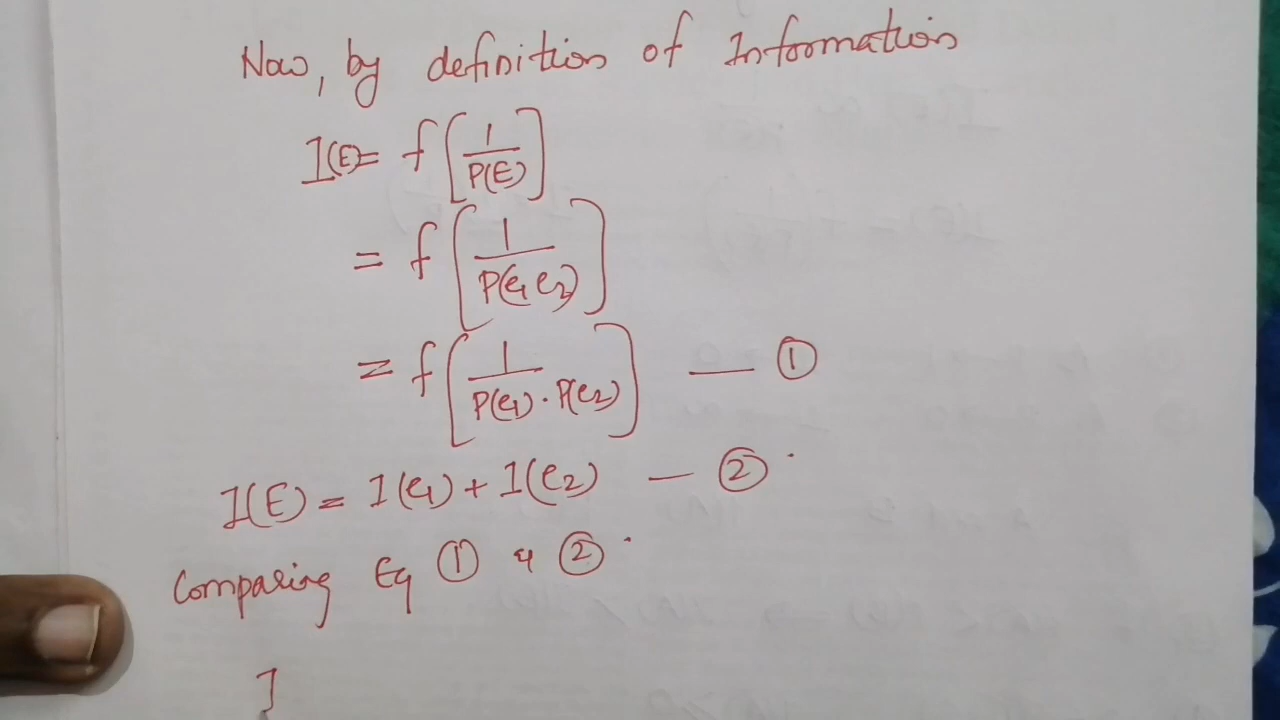 Now, by definition of Information
I(E)= f[1/P(E)]
= f[1/P(e1 e2)]
= f[1/P(e1) · P(e2)] — ①
I(E) = I(e1) + I(e2) — ②
Comparing Eq ① & ②
I